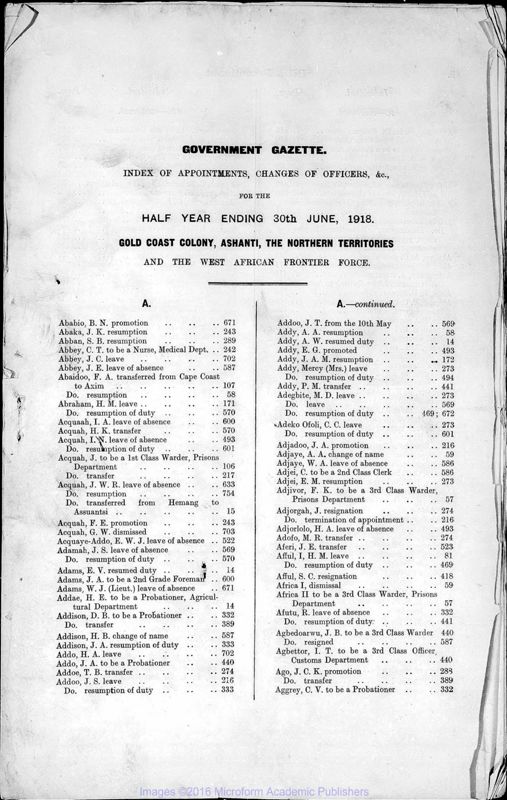 GOVERNMENT GAZETTE.
INDEX OF APPOINTMENTS, CHANGES OF OFFICERS, &c.,
FOR THE
HALF YEAR ENDING 30th JUNE, 1918.
GOLD COAST COLONY, ASHANTI, THE NORTHERN TERRITORIES
AND THE WEST AFRICAN FRONTIER FORCE.
A.
Ababio, B. N. promotion .. .. .. 671
Abaka, J. K. resumption .. .. .. 243
Abban, S. B. resumption .. .. .. 289
Abbey, C. T. to be a Nurse, Medical Dept. .. 242
Abbey, J. C. leave .. .. .. .. 702
Abbey, J. E. leave of absence .. .. .. 587
Abaidoo, F. A. transferred from Cape Coast
to Axim .. .. .. .. 107
Do. resumption .. .. .. .. 58
Abraham, H. M. leave .. .. .. .. 171
Do. resumption of duty .. .. .. 570
Acquaah, I. A. leave of absence .. .. 600
Acquah, H. K. transfer .. .. .. 570
Acquah, I. N. leave of absence .. .. 493
Do. resumption of duty .. .. .. 601
Acquah, J. to be a 1st Class Warder, Prisons
Department .. .. .. .. 106
Do. transfer .. .. .. .. 217
Acquah, J. W. R. leave of absence .. .. 633
Do. resumption .. .. .. .. 754
Do. transferred from Hemang to
Assuantsi .. .. .. .. 15
Acquah, F. E. promotion .. .. .. 243
Acquah, G. W. dismissed .. .. .. 703
Acquaye-Addo, E. W. J. leave of absence .. 522
Adamah, J. S. leave of absence .. .. 569
Do. resumption of duty .. .. .. 570
Adams, E. V. resumed duty .. .. .. 14
Adams, J. A. to be a 2nd Grade Foreman .. 600
Adams, W. J. (Lieut.) leave of absence .. 671
Addae, H. E. to be a Probationer, Agricul-
tural Department .. .. .. 14
Addison, D. B. to be a Probationer .. .. 332
Do. transfer .. .. .. .. 389
Addison, H. B. change of name .. .. 587
Addison, J. A. resumption of duty .. .. 333
Addo, H. A. leave .. .. .. .. 702
Addo, J. A. to be a Probationer .. .. 440
Addoe, T. B. transfer .. .. .. .. 274
Addoo, J. S. leave .. .. .. .. 216
Do. resumption of duty .. .. .. 333
A.—continued.
Addoo, J. T. from the 10th May .. .. 569
Addy, A. A. resumption .. .. .. 58
Addy, A. W. resumed duty .. .. .. 14
Addy, E. G. promoted .. .. .. 493
Addy, J. A. M. resumption .. .. .. 172
Addy, Mercy (Mrs.) leave .. .. .. 273
Do. resumption of duty .. .. .. 494
Addy, P. M. transfer .. .. .. .. 441
Adegbite, M. D. leave .. .. .. .. 273
Do. leave .. .. .. .. 569
Do. resumption of duty .. .. 469; 672
Adeko Ofoli, C. C. leave .. .. .. 273
Do. resumption of duty .. .. .. 601
Adjadoo, J. A. promotion .. .. .. 216
Adjaye, A. A. change of name .. .. 59
Adjaye, W. A. leave of absence .. .. 586
Adjei, C. to be a 2nd Class Clerk .. .. 586
Adjei, E. M. resumption .. .. .. 273
Adjivor, F. K. to be a 3rd Class Warder,
Prisons Department .. .. .. 57
Adjorgah, J. resignation .. .. .. 274
Do. termination of appointment .. .. 216
Adjorlolo, H. A. leave of absence .. .. 493
Adofo, M. R. transfer .. .. .. .. 274
Aferi, J. E. transfer .. .. .. .. 523
Afful, I, H. M. leave .. .. .. .. 81
Do. resumption of duty .. .. .. 469
Afful, S. C. resignation .. .. .. 418
Africa I, dismissal .. .. .. .. 59
Africa II to be a 3rd Class Warder, Prisons
Department .. .. .. .. 57
Afutu, R. leave of absence .. .. .. 332
Do. resumption of duty .. .. .. 441
Agbedoarwu, J. B. to be a 3rd Class Warder 440
Do. resigned .. .. .. .. 587
Agbettor, I. T. to be a 3rd Class Officer,
Customs Department .. .. .. 440
Ago, J. C. K. promotion .. .. .. 288
Do. transfer .. .. .. .. 389
Aggrey, C. V. to be a Probationer .. .. 332
Images ©2016 Microform Academic Publishers